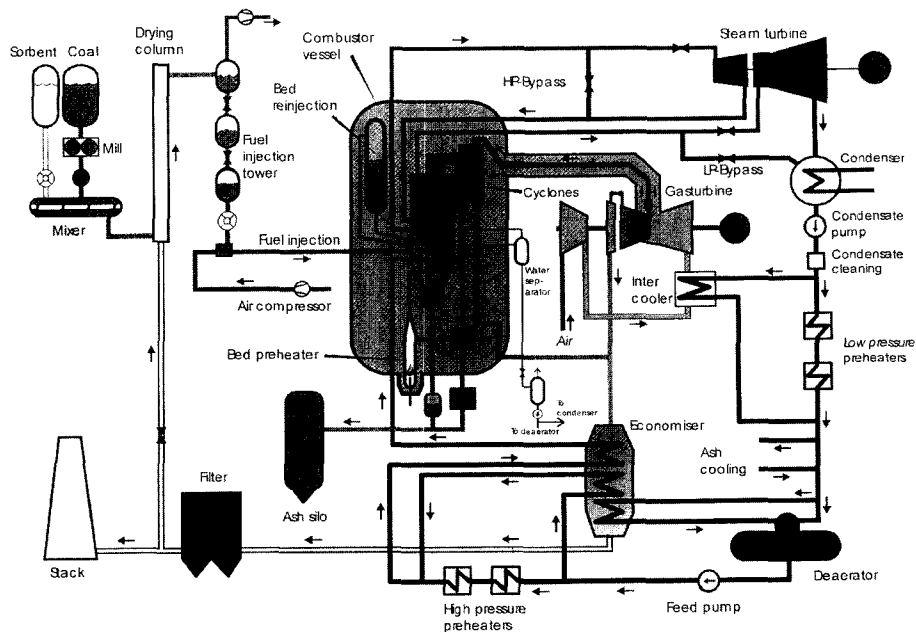 Sorbent
Coal
Drying
column
Mill
Mixer
Fuel
injection
tower
Combustor
vessel
Bed
reinjection
Fuel injection
Air compressor
Bed preheater
HP-Bypass
Steam turbine
LP-Bypass
Condenser
Condensate
pump
Condensate
cleaning
Cyclones
Gasturbine
Water
sep-
arator
Inter
cooler
Air
Low pressure
preheaters
To
condenser
To deaerator
Economiser
Ash
cooling
Ash silo
Filter
Stack
High pressure
preheaters
Feed pump
Deaerator